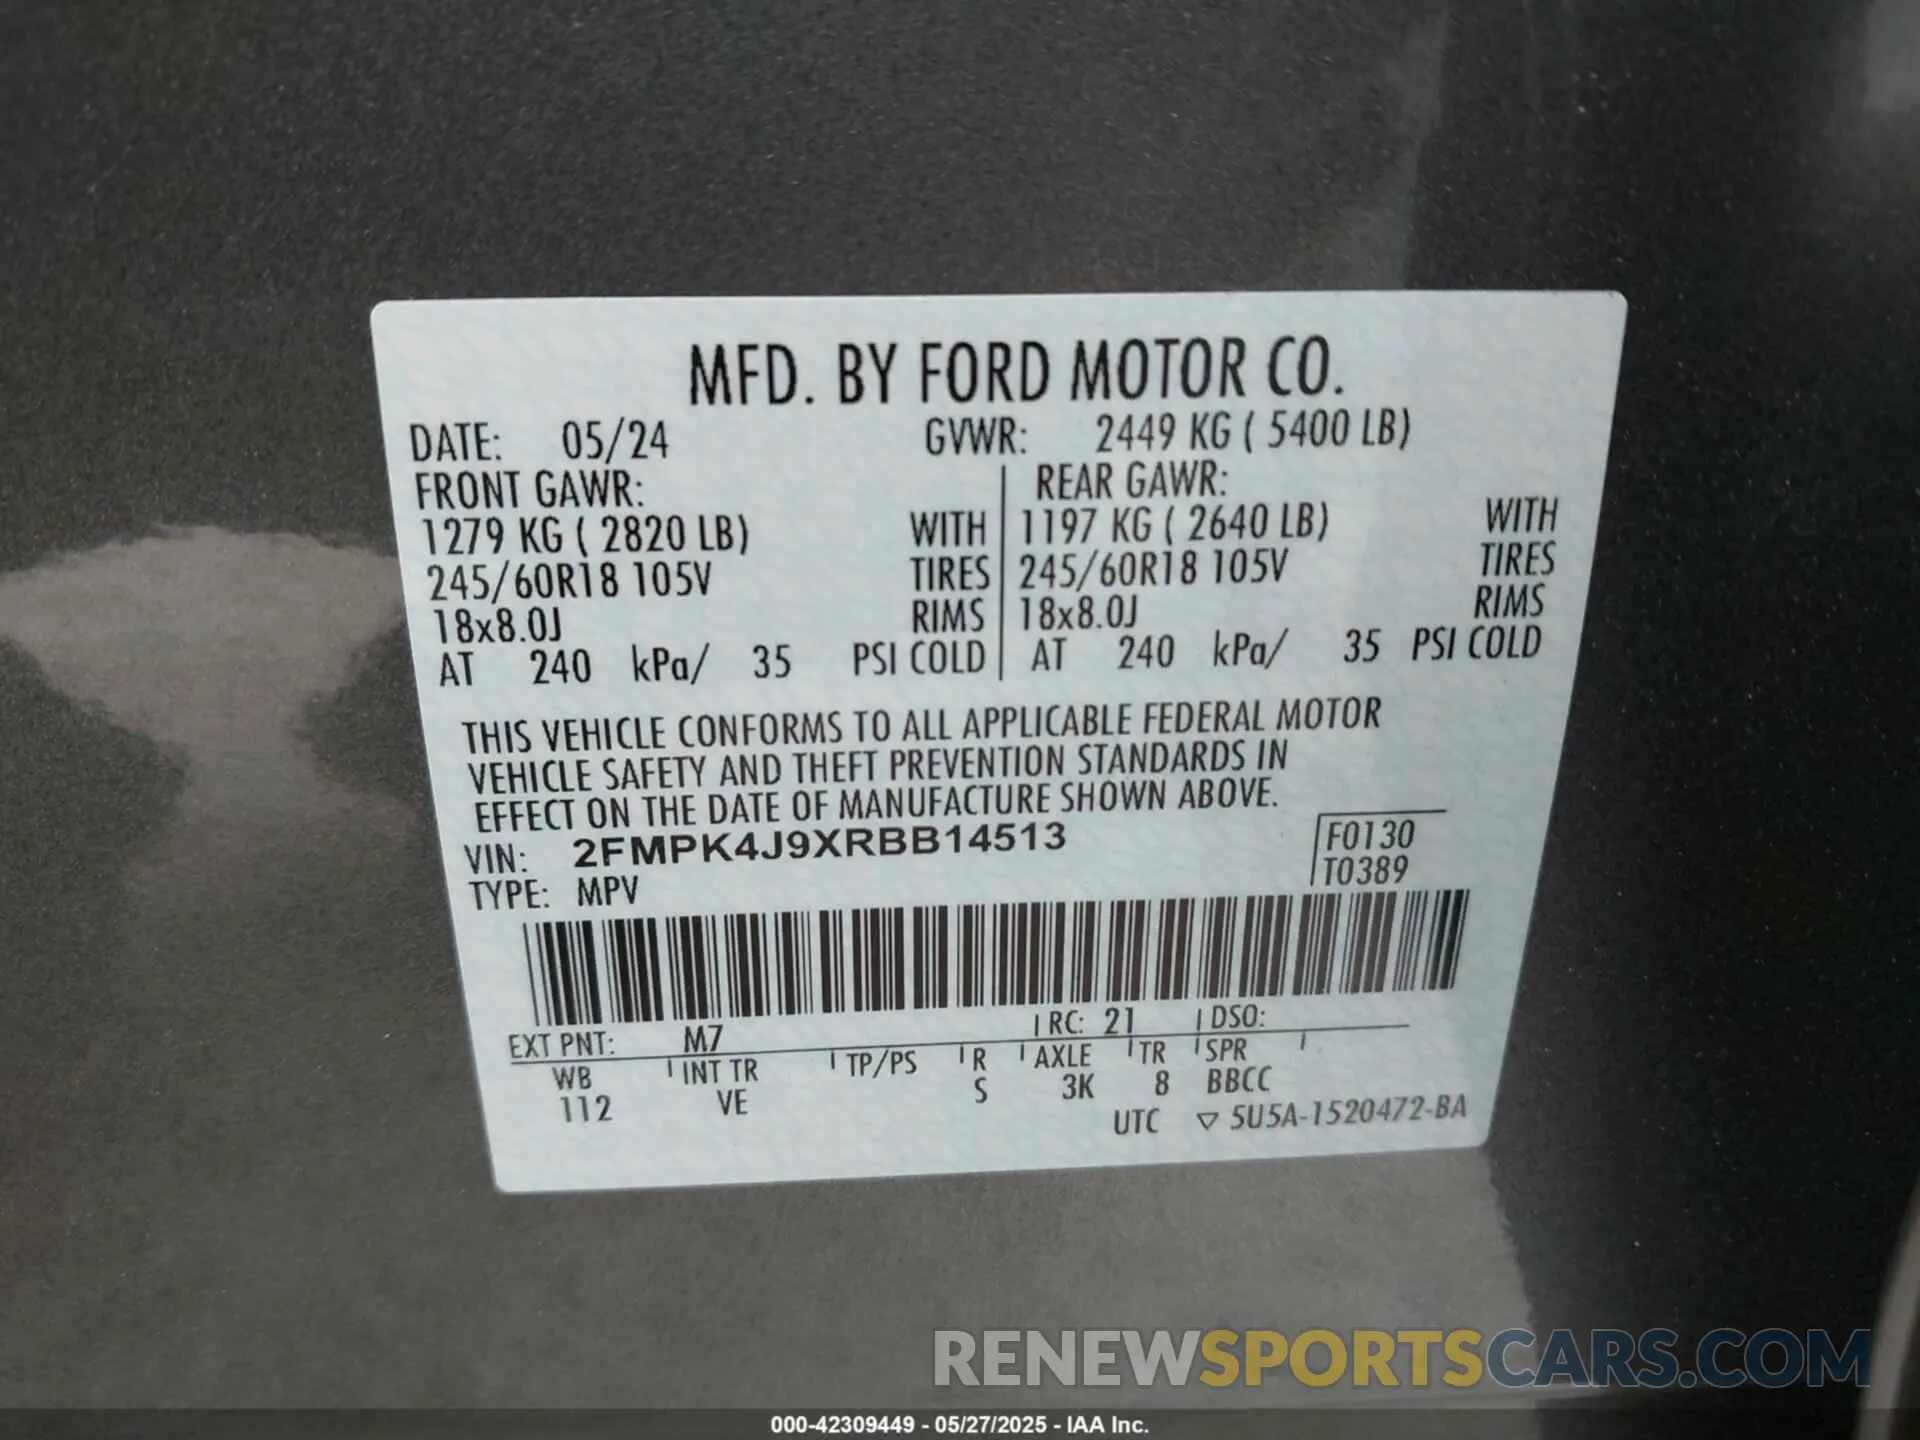 MFD. BY FORD MOTOR CO.
DATE: 05/24 GVWR: 2449 KG ( 5400 LB)
FRONT GAWR: REAR GAWR:
1279 KG ( 2820 LB) WITH 1197 KG ( 2640 LB) WITH
245/60R18 105V TIRES 245/60R18 105V TIRES
18x8.0J RIMS 18x8.0J RIMS
AT 240 kPa/ 35 PSI COLD AT 240 kPa/ 35 PSI COLD
THIS VEHICLE CONFORMS TO ALL APPLICABLE FEDERAL MOTOR
VEHICLE SAFETY AND THEFT PREVENTION STANDARDS IN
EFFECT ON THE DATE OF MANUFACTURE SHOWN ABOVE.
VIN: 2FMPK4J9XRBB14513 F0130
TYPE: MPV T0389
EXT PNT: M7 RC: 21 DSO:
WB INT TR TP/PS R AXLE TR SPR
112 VE S 3K 8 BBCC
UTC ▽ 5U5A-1520472-BA
RENEWSPORTSCARS.COM
000-42309449 - 05/27/2025 - IAA Inc.